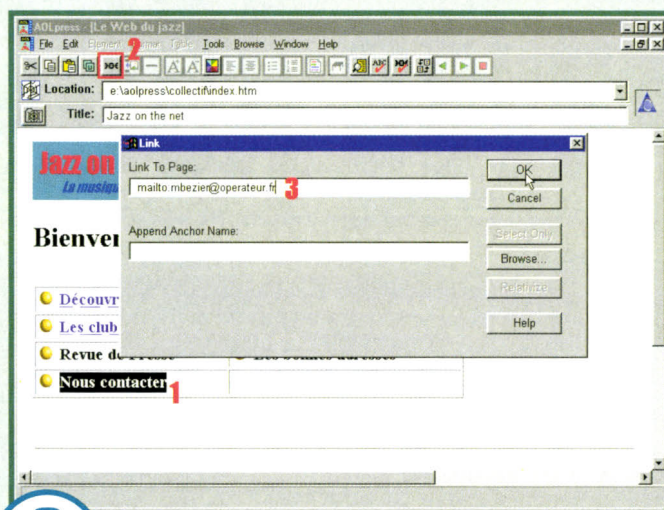 AOLpress - [Le Web du jazz]
File Edit Element Format Table Tools Browse Window Help
2
Location: e:\aolpress\collectif\index.htm
Title: Jazz on the net
Link
Jazz on
La musiqu
Link To Page:
mailto.mbezier@operateur.fr
3
OK
Cancel
Bienver
Append Anchor Name:
Select Only
Browse...
Relativize
Découvr
Les club
Help
Revue de Presse
Les bonnes adresses
Nous contacter
1